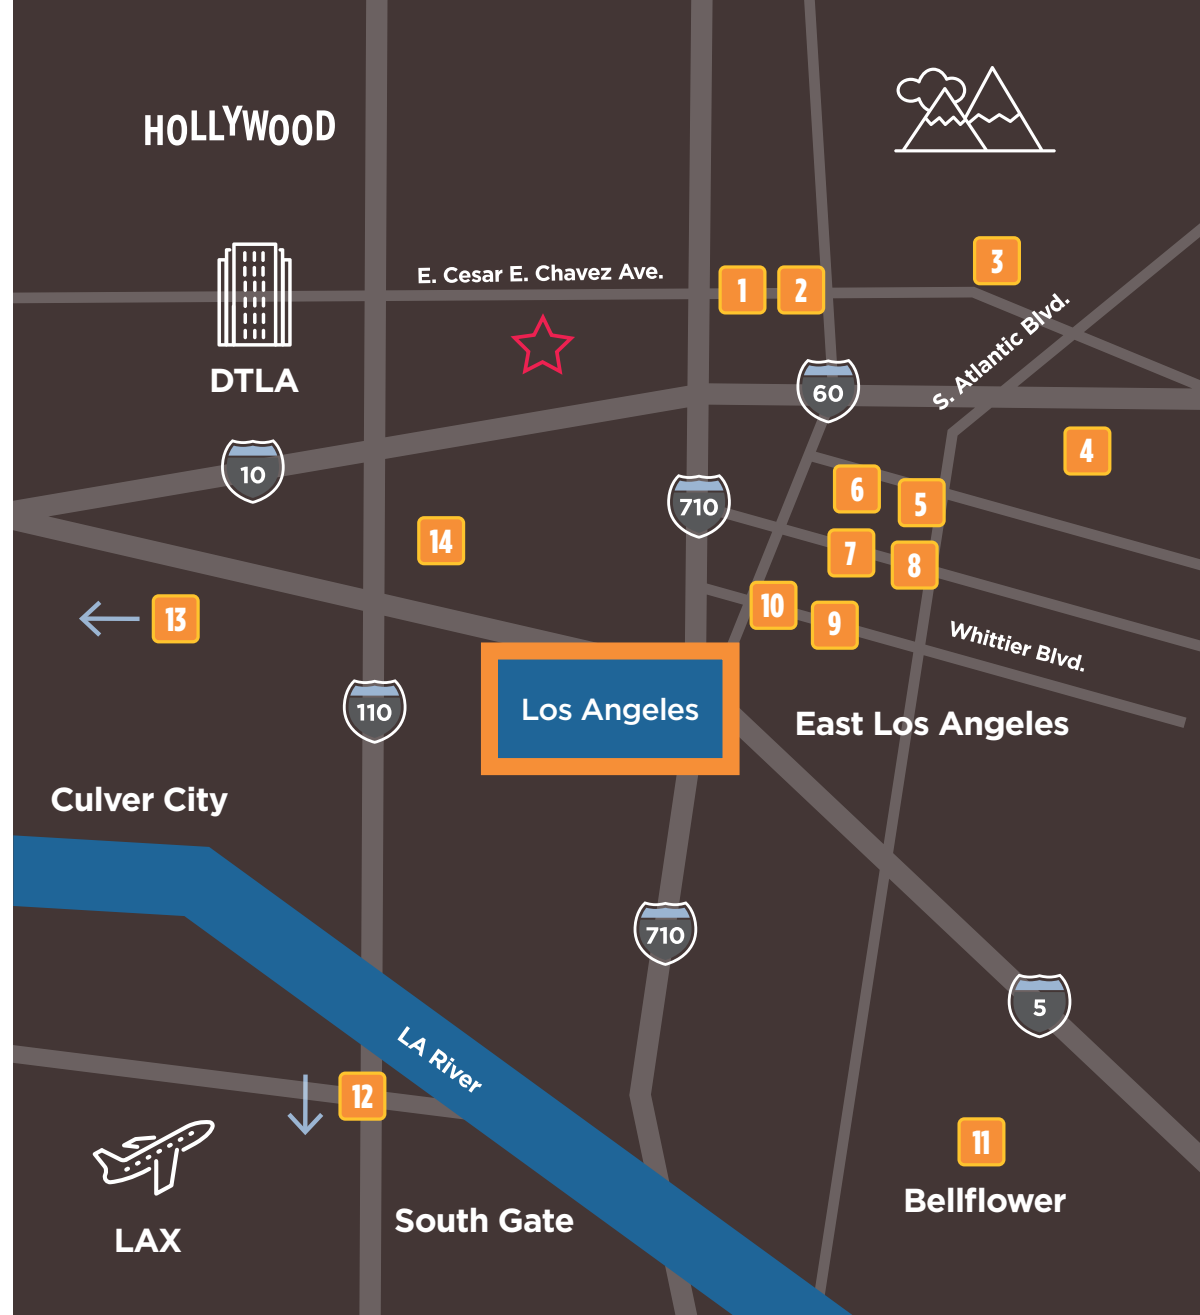 HOLLYWOOD
3
E. Cesar E. Chavez Ave.
1
2
S. Atlantic Blvd.
DTLA
60
4
10
6
5
710
14
7
8
10
13
9
Whittier Blvd.
Los Angeles
110
East Los Angeles
Culver City
710
5
LA River
12
11
Bellflower
South Gate
LAX